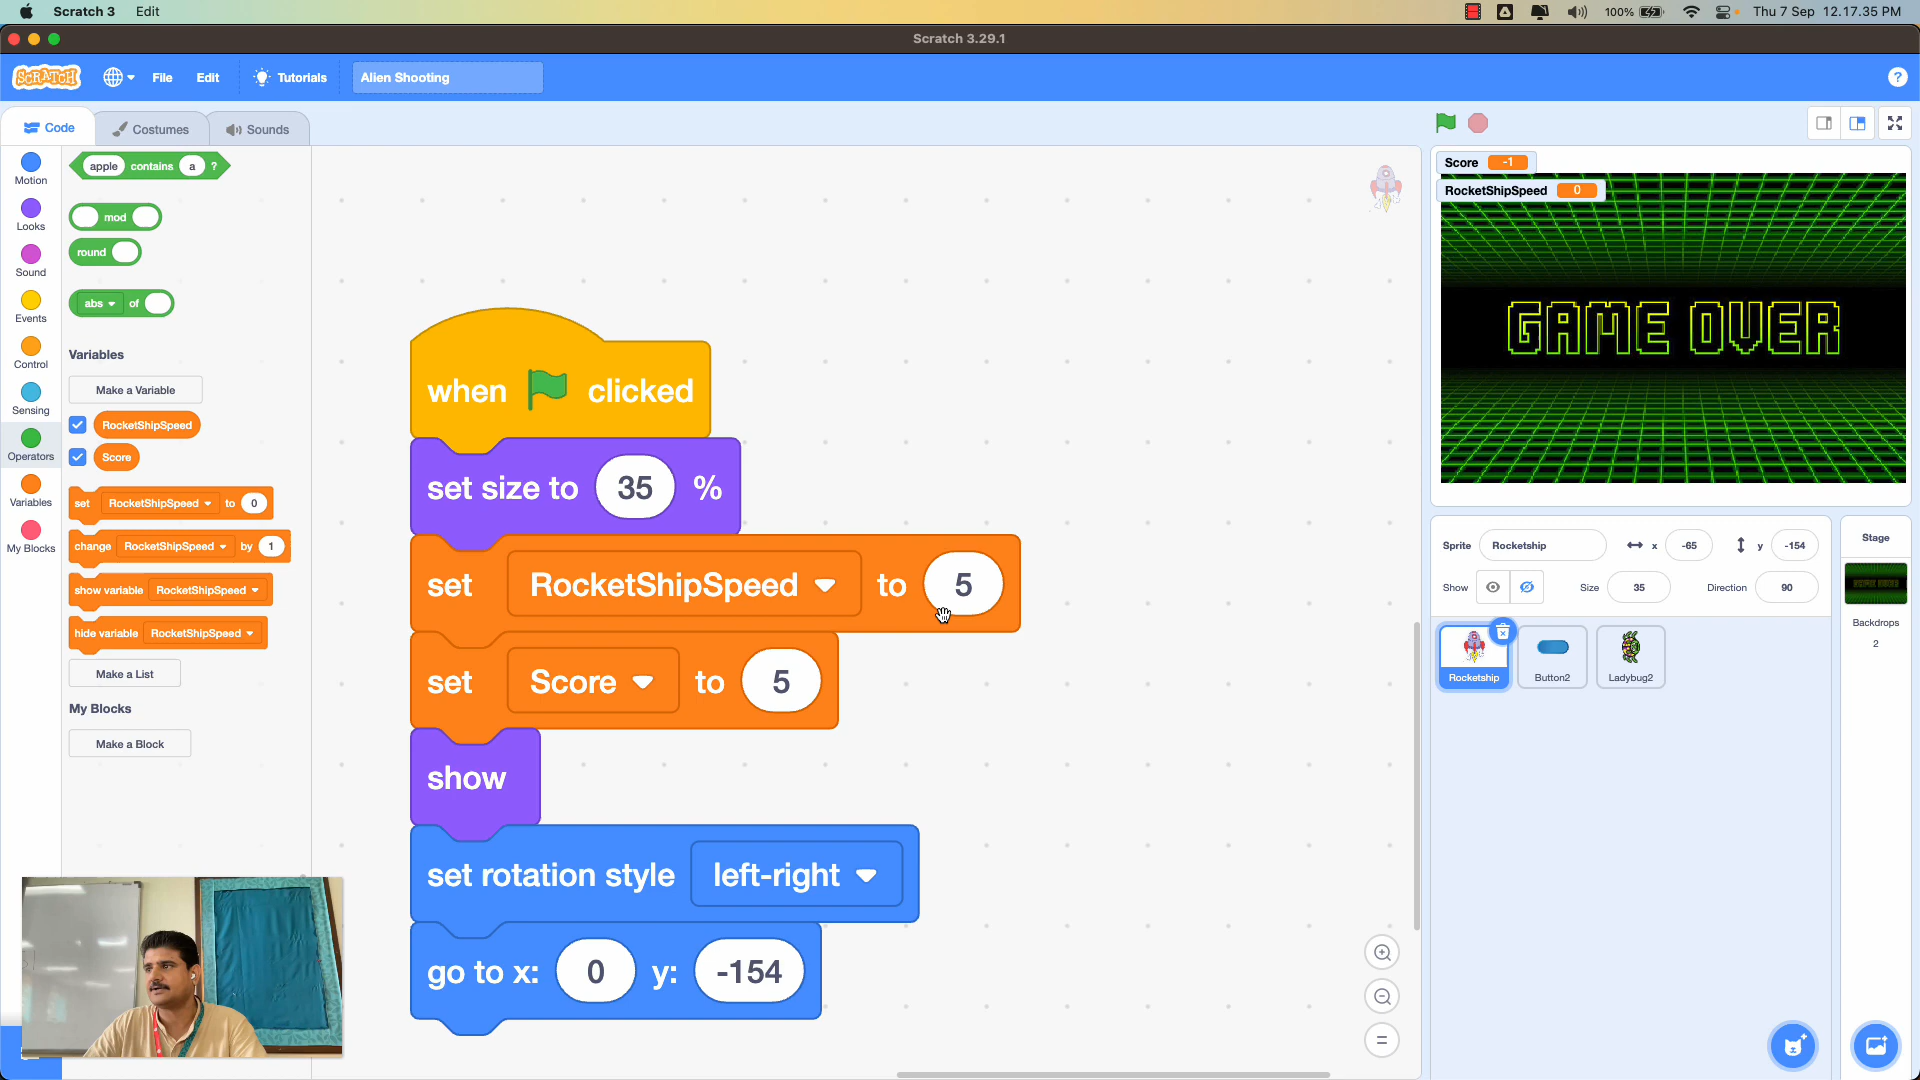 Scratch 3 Edit 100% Thu 7 Sep 12.17.35 PM
Scratch 3.29.1
SCRATCH File Edit Tutorials Alien Shooting ?
Code Costumes Sounds
Motion
Looks
Sound
Events
Control
Sensing
Operators
Variables
My Blocks
apple contains a ?
mod
round
abs of
Variables
Make a Variable
RocketShipSpeed
Score
set RocketShipSpeed to 0
change RocketShipSpeed by 1
show variable RocketShipSpeed
hide variable RocketShipSpeed
Make a List
My Blocks
Make a Block
when clicked
set size to 35 %
set RocketShipSpeed to 5
set Score to 5
show
set rotation style left-right
go to x: 0 y: -154
=
Score -1
RocketShipSpeed 0
GAME OVER
Sprite Rocketship x -65 y -154
Show Size 35 Direction 90
Rocketship Button2 Ladybug2
Stage
Backdrops
2